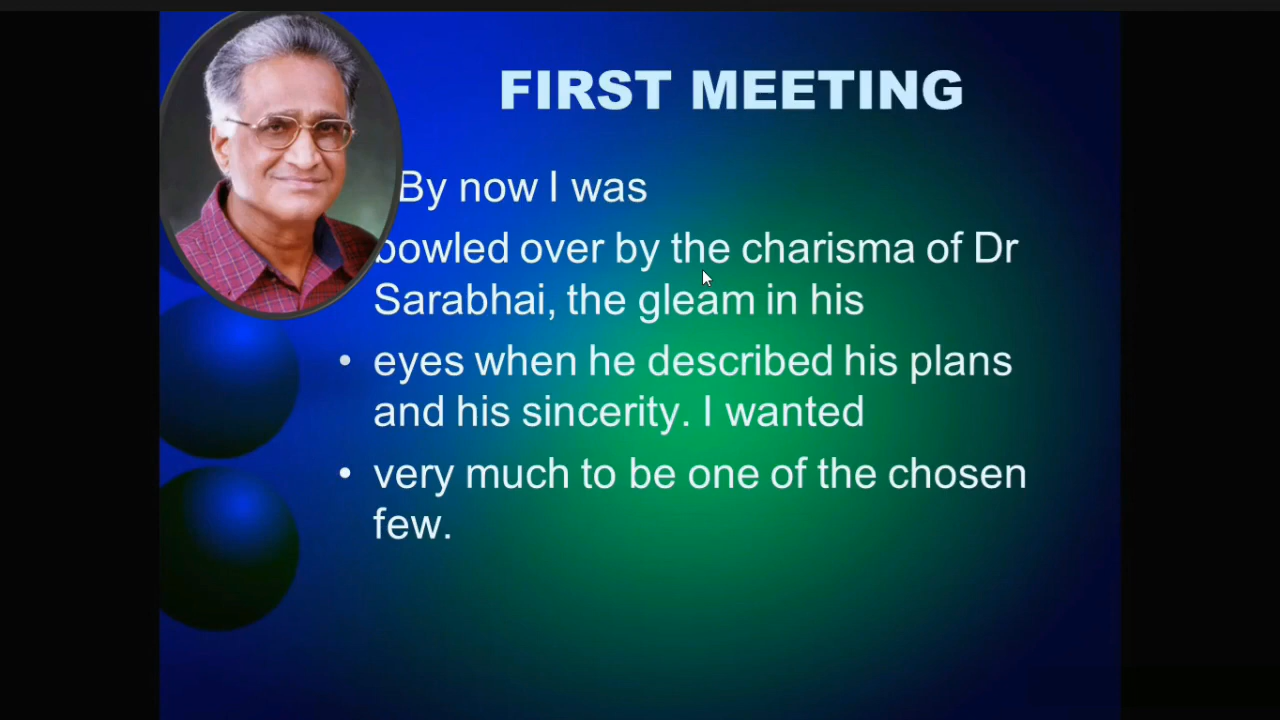 FIRST MEETING
By now I was
bowled over by the charisma of Dr
Sarabhai, the gleam in his
• eyes when he described his plans
and his sincerity. I wanted
• very much to be one of the chosen
few.